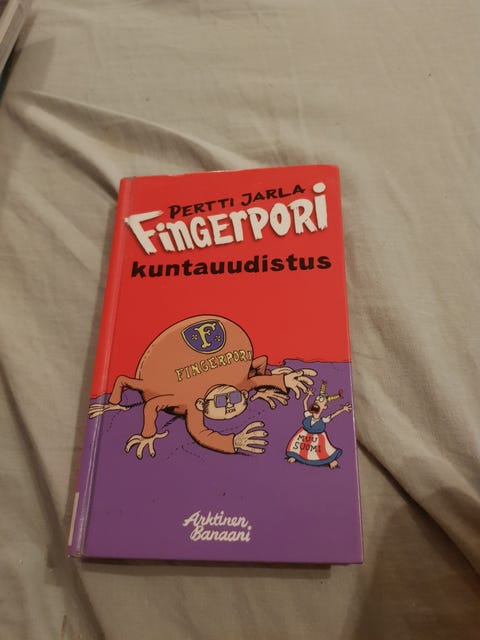 PERTTI JARLA
FINGERPORI
kuntauudistus
F
FINGERPORI
MUU
SUOMI
Arktinen
Banaani